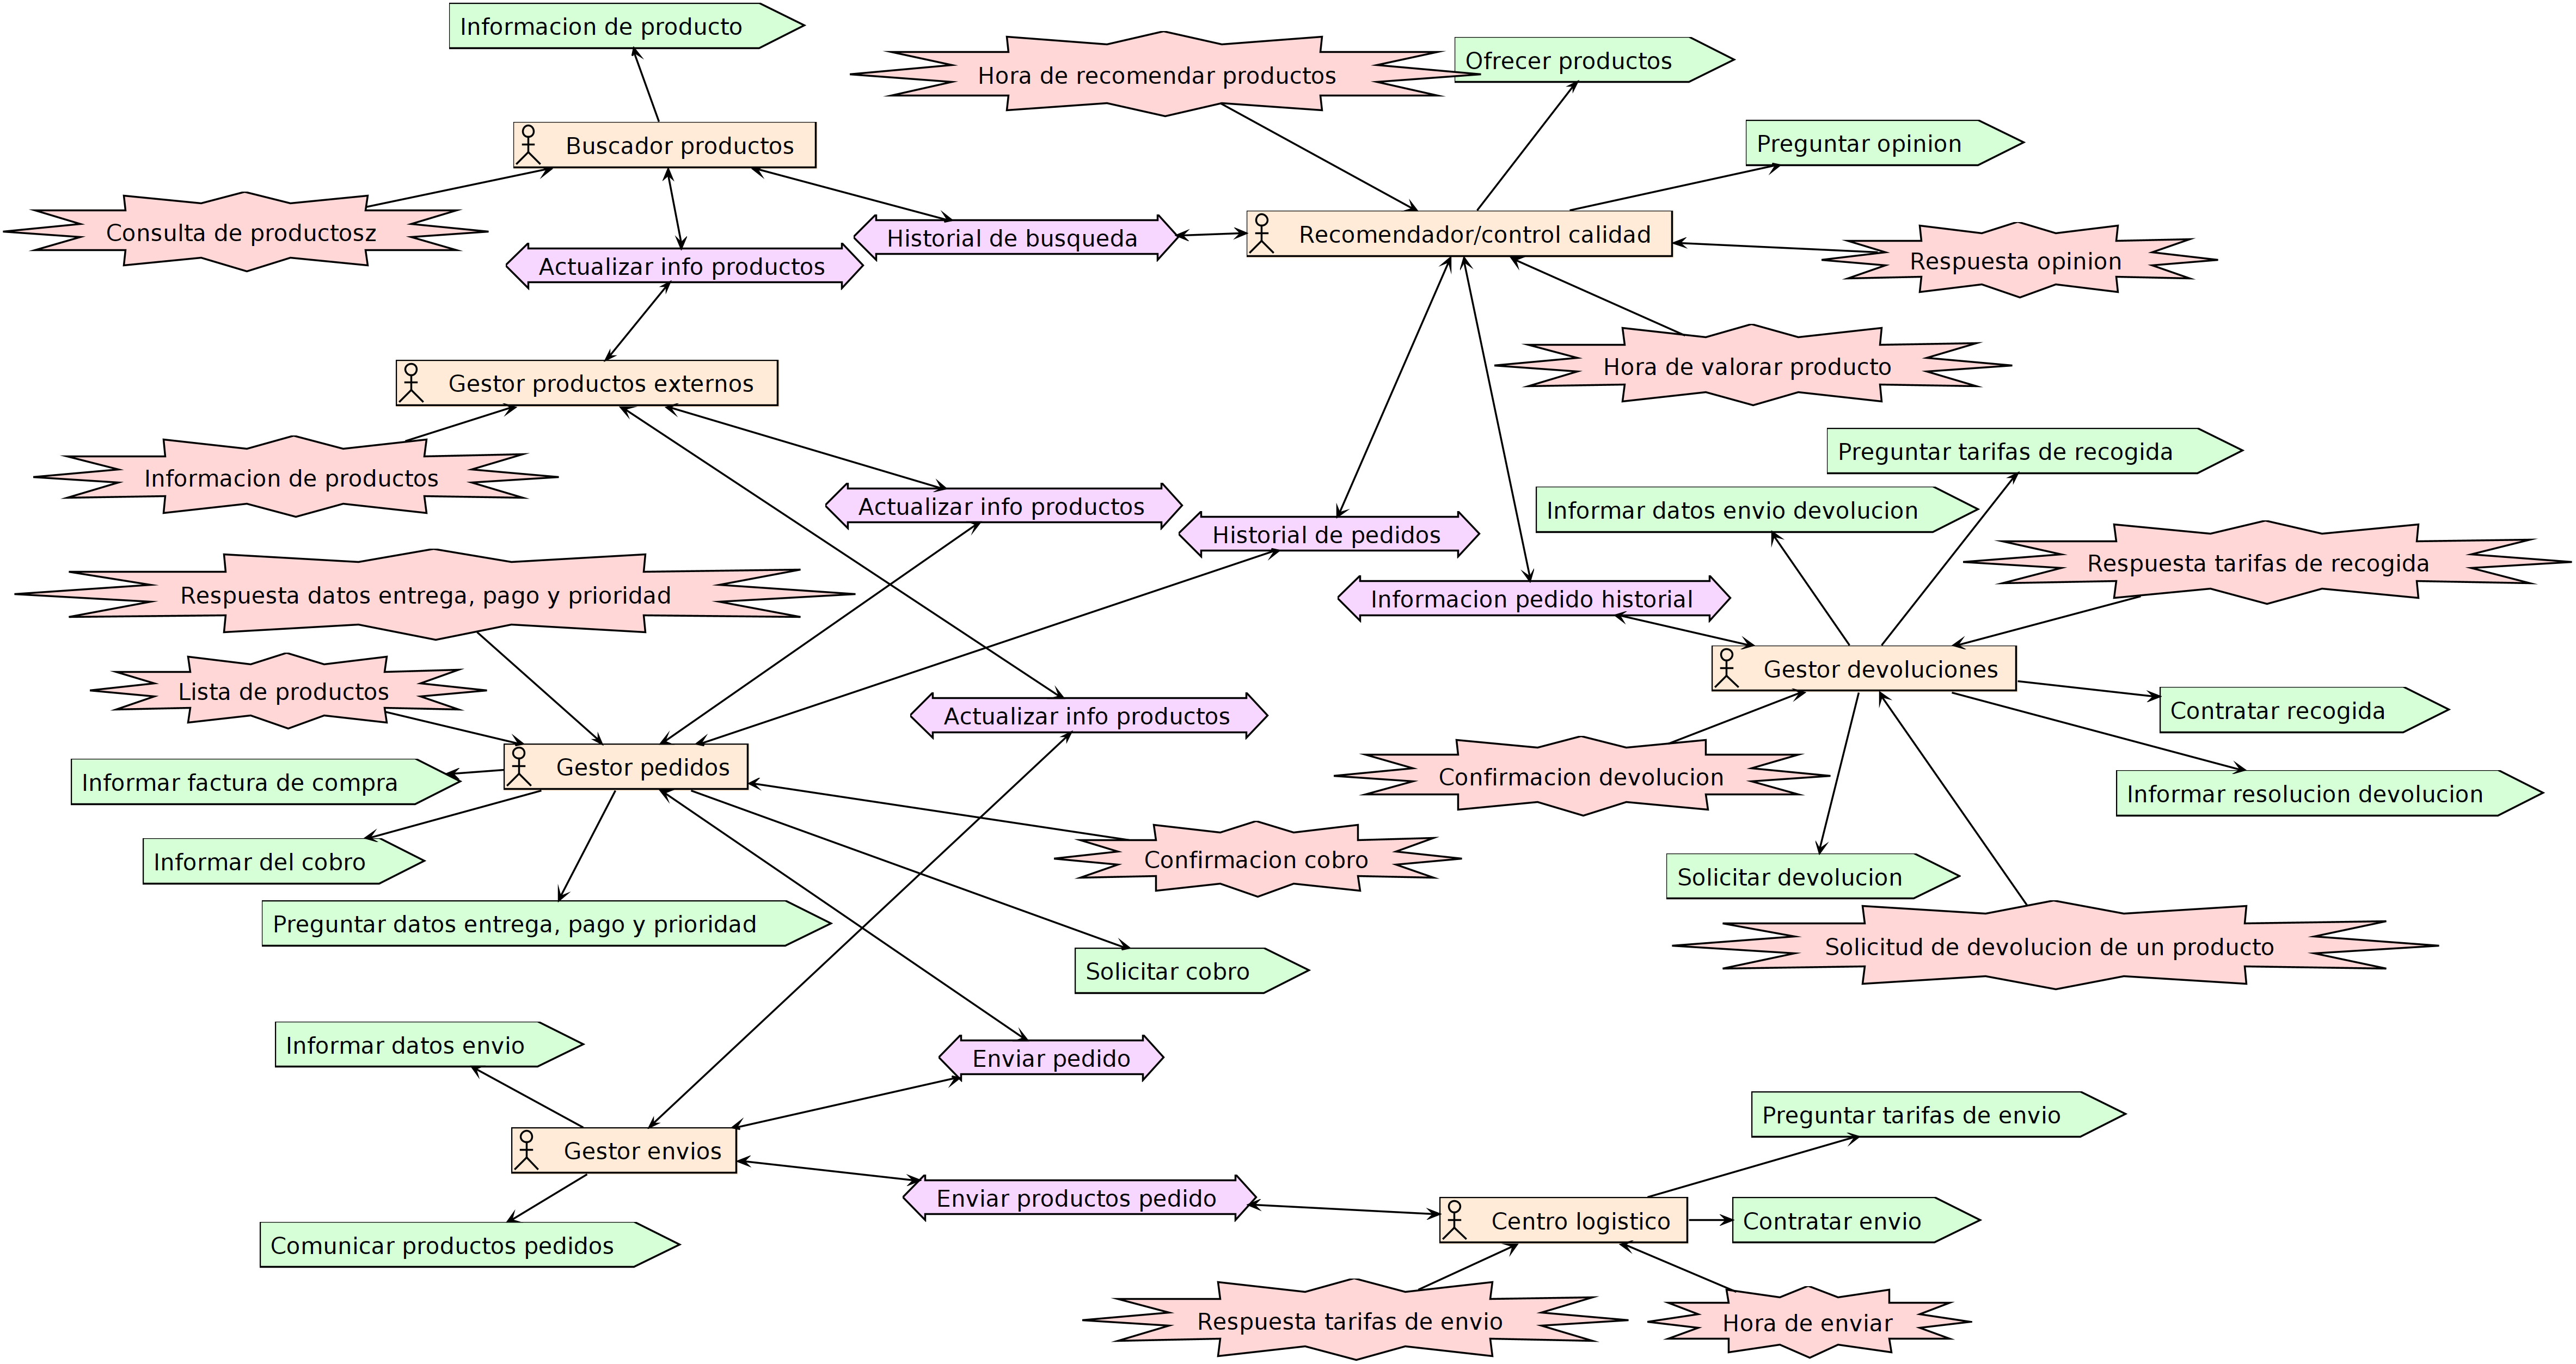 Informacion de producto
Hora de recomendar productos
Ofrecer productos
Buscador productos
Preguntar opinion
Consulta de productosz
Historial de busqueda
Recomendador/control calidad
Actualizar info productos
Respuesta opinion
Gestor productos externos
Hora de valorar producto
Preguntar tarifas de recogida
Informacion de productos
Actualizar info productos
Informar datos envio devolucion
Historial de pedidos
Respuesta tarifas de recogida
Respuesta datos entrega, pago y prioridad
Informacion pedido historial
Gestor devoluciones
Lista de productos
Actualizar info productos
Contratar recogida
Gestor pedidos
Confirmacion devolucion
Informar factura de compra
Informar resolucion devolucion
Informar del cobro
Confirmacion cobro
Solicitar devolucion
Preguntar datos entrega, pago y prioridad
Solicitud de devolucion de un producto
Solicitar cobro
Informar datos envio
Enviar pedido
Preguntar tarifas de envio
Gestor envios
Enviar productos pedido
Centro logistico
Contratar envio
Comunicar productos pedidos
Respuesta tarifas de envio
Hora de enviar